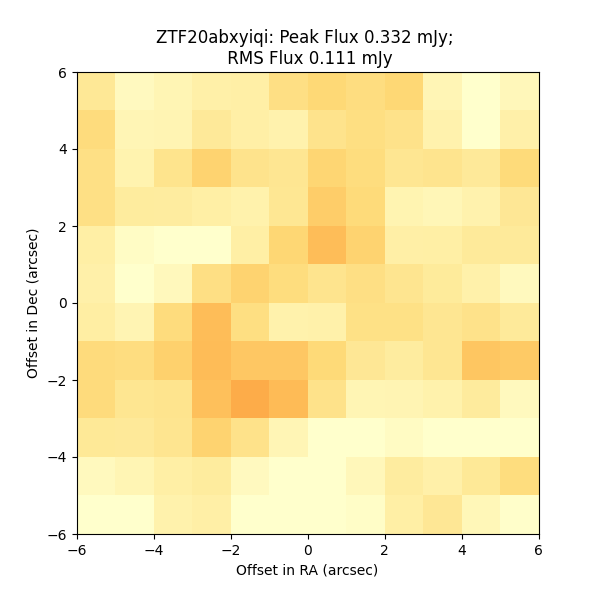 ZTF20abxyiqi: Peak Flux 0.332 mJy;
RMS Flux 0.111 mJy
6
4
2
0
−2
−4
−6
Offset in Dec (arcsec)
−6 −4 −2 0 2 4 6
Offset in RA (arcsec)